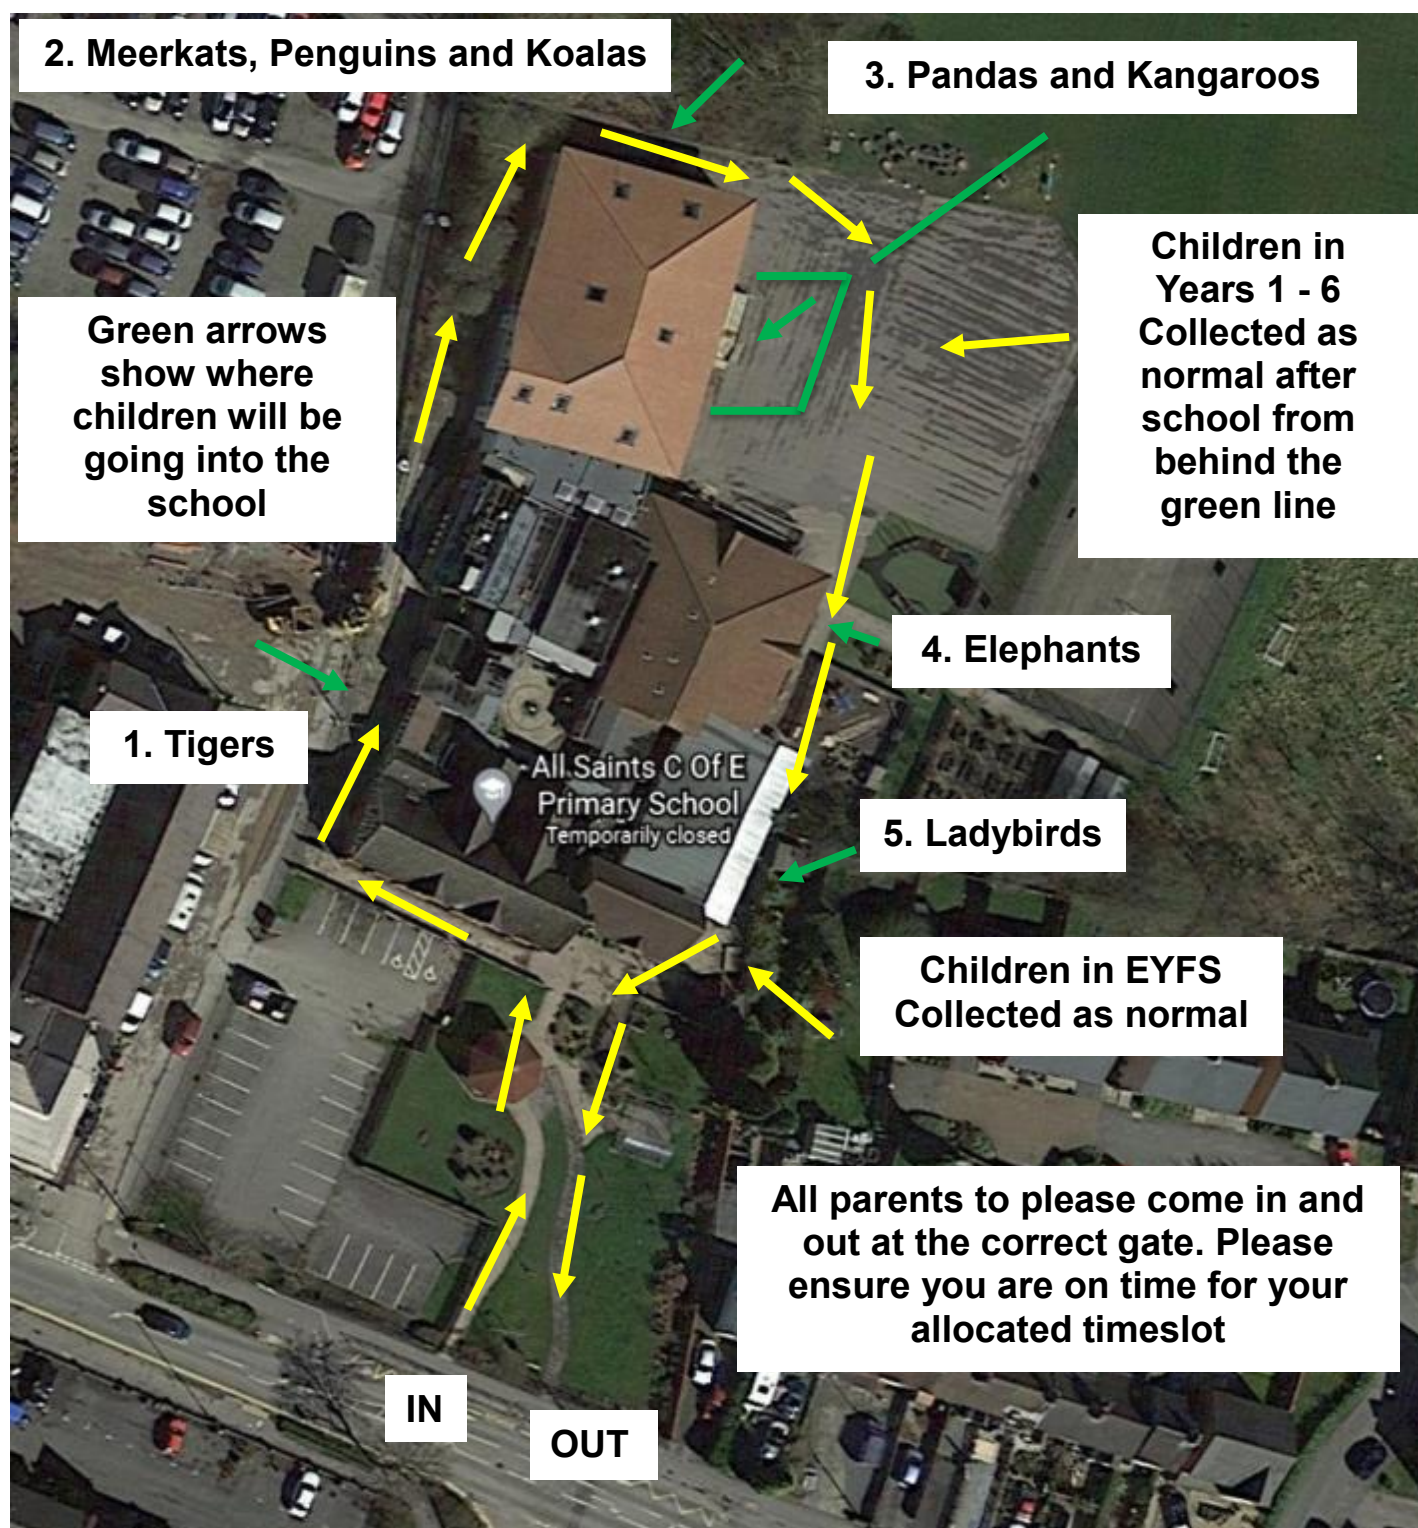 2. Meerkats, Penguins and Koalas
3. Pandas and Kangaroos
Children in
Years 1 - 6
Collected as
normal after
school from
behind the
green line
Green arrows
show where
children will be
going into the
school
4. Elephants
1. Tigers
All Saints C Of E
Primary School
Temporarily closed
5. Ladybirds
Children in EYFS
Collected as normal
All parents to please come in and
out at the correct gate. Please
ensure you are on time for your
allocated timeslot
IN
OUT